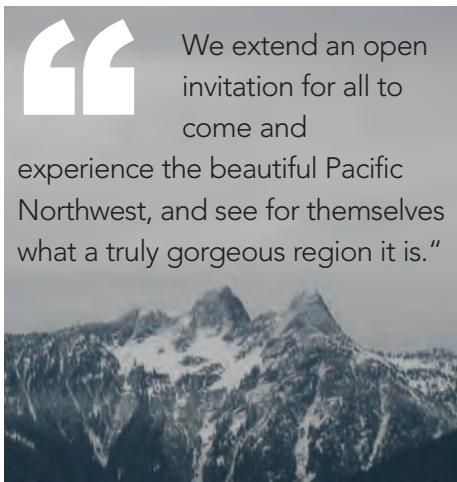 “ We extend an open
invitation for all to
come and
experience the beautiful Pacific
Northwest, and see for themselves
what a truly gorgeous region it is.“